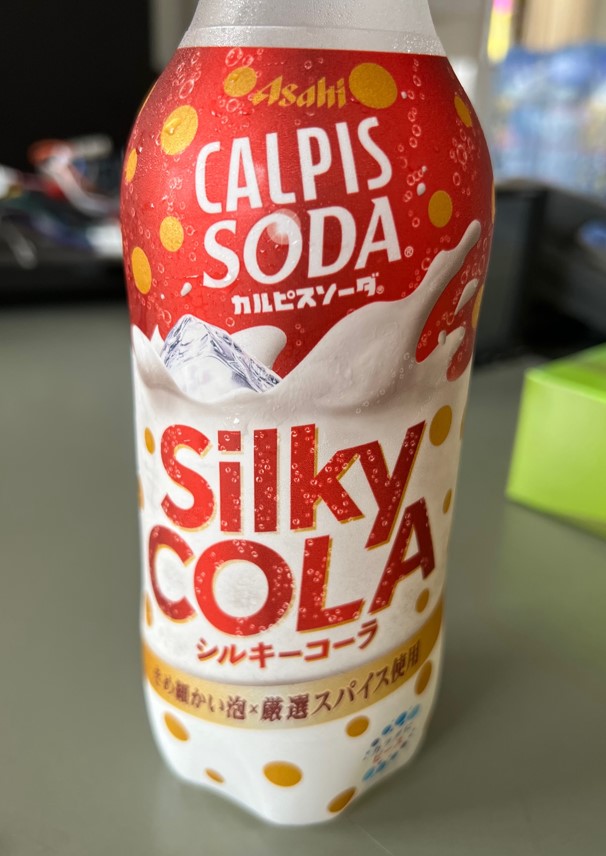 Asahi
CALPIS
SODA®
カルピスソーダ®
Silky
COLA
シルキーコーラ
きめ細かい泡×厳選スパイス使用